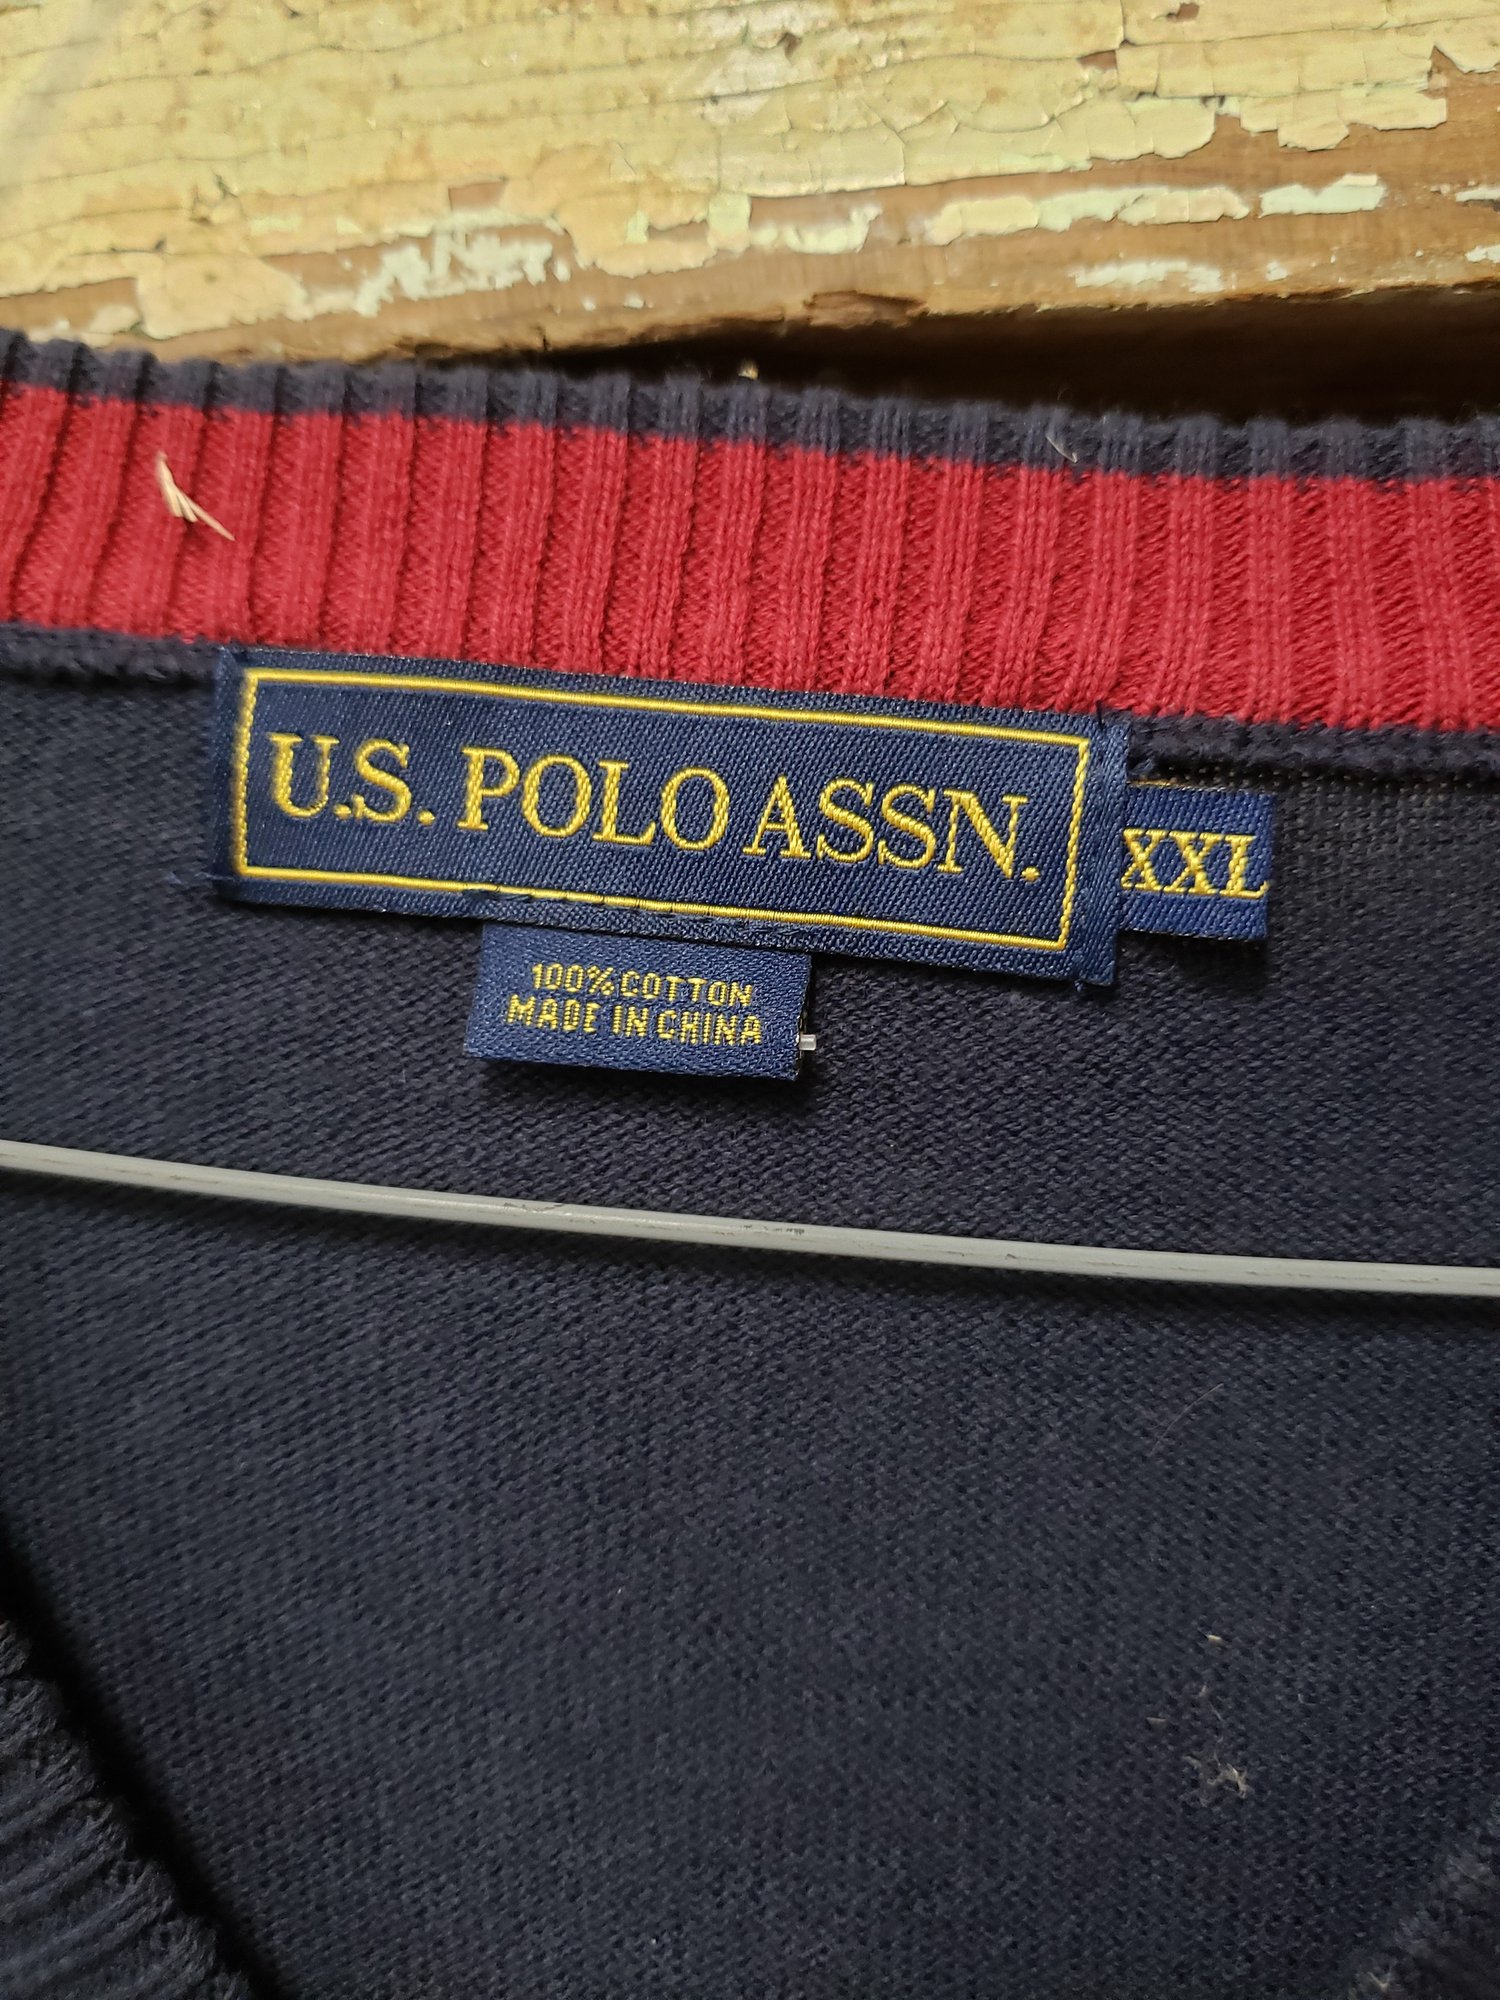 U.S. POLO ASSN.
XXL
100% COTTON
MADE IN CHINA